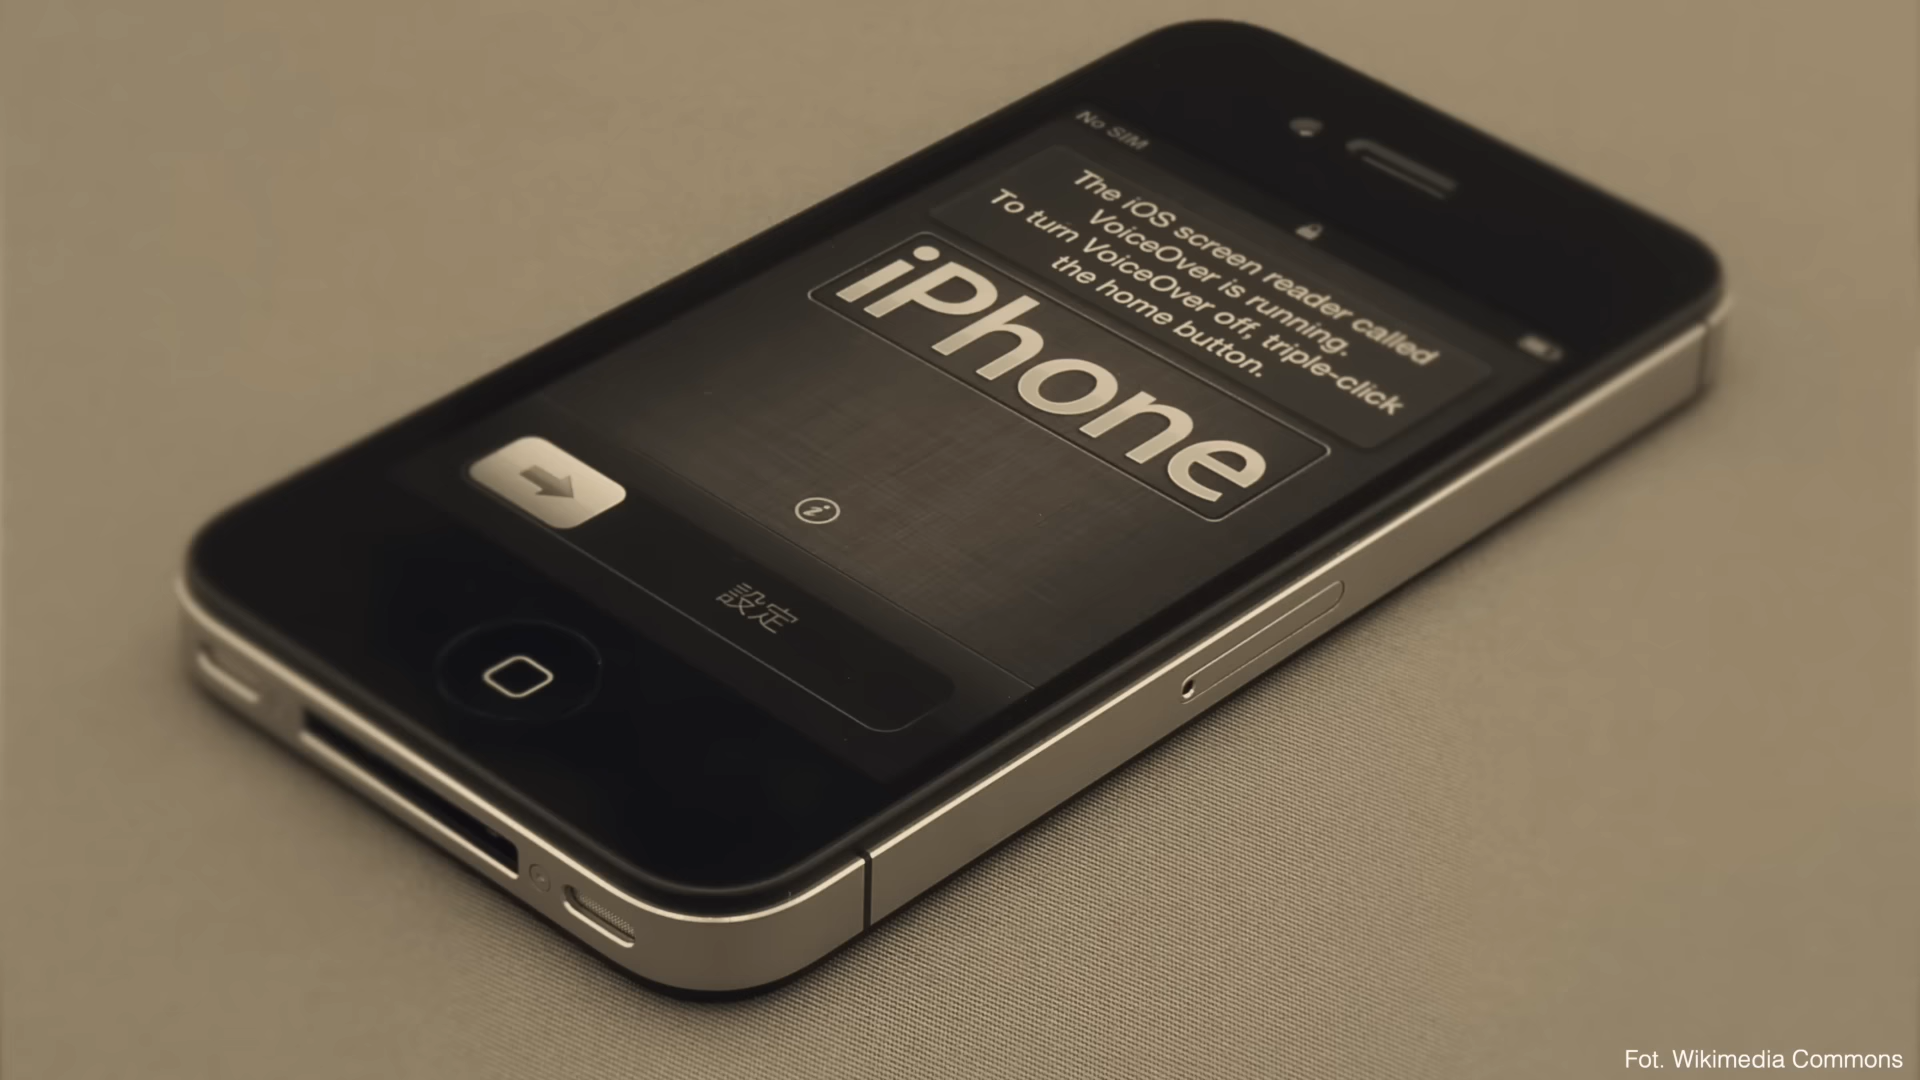 No SIM
The iOS screen reader called
VoiceOver is running.
To turn VoiceOver off, triple-click
the home button.
iPhone
i
設定
Fot. Wikimedia Commons